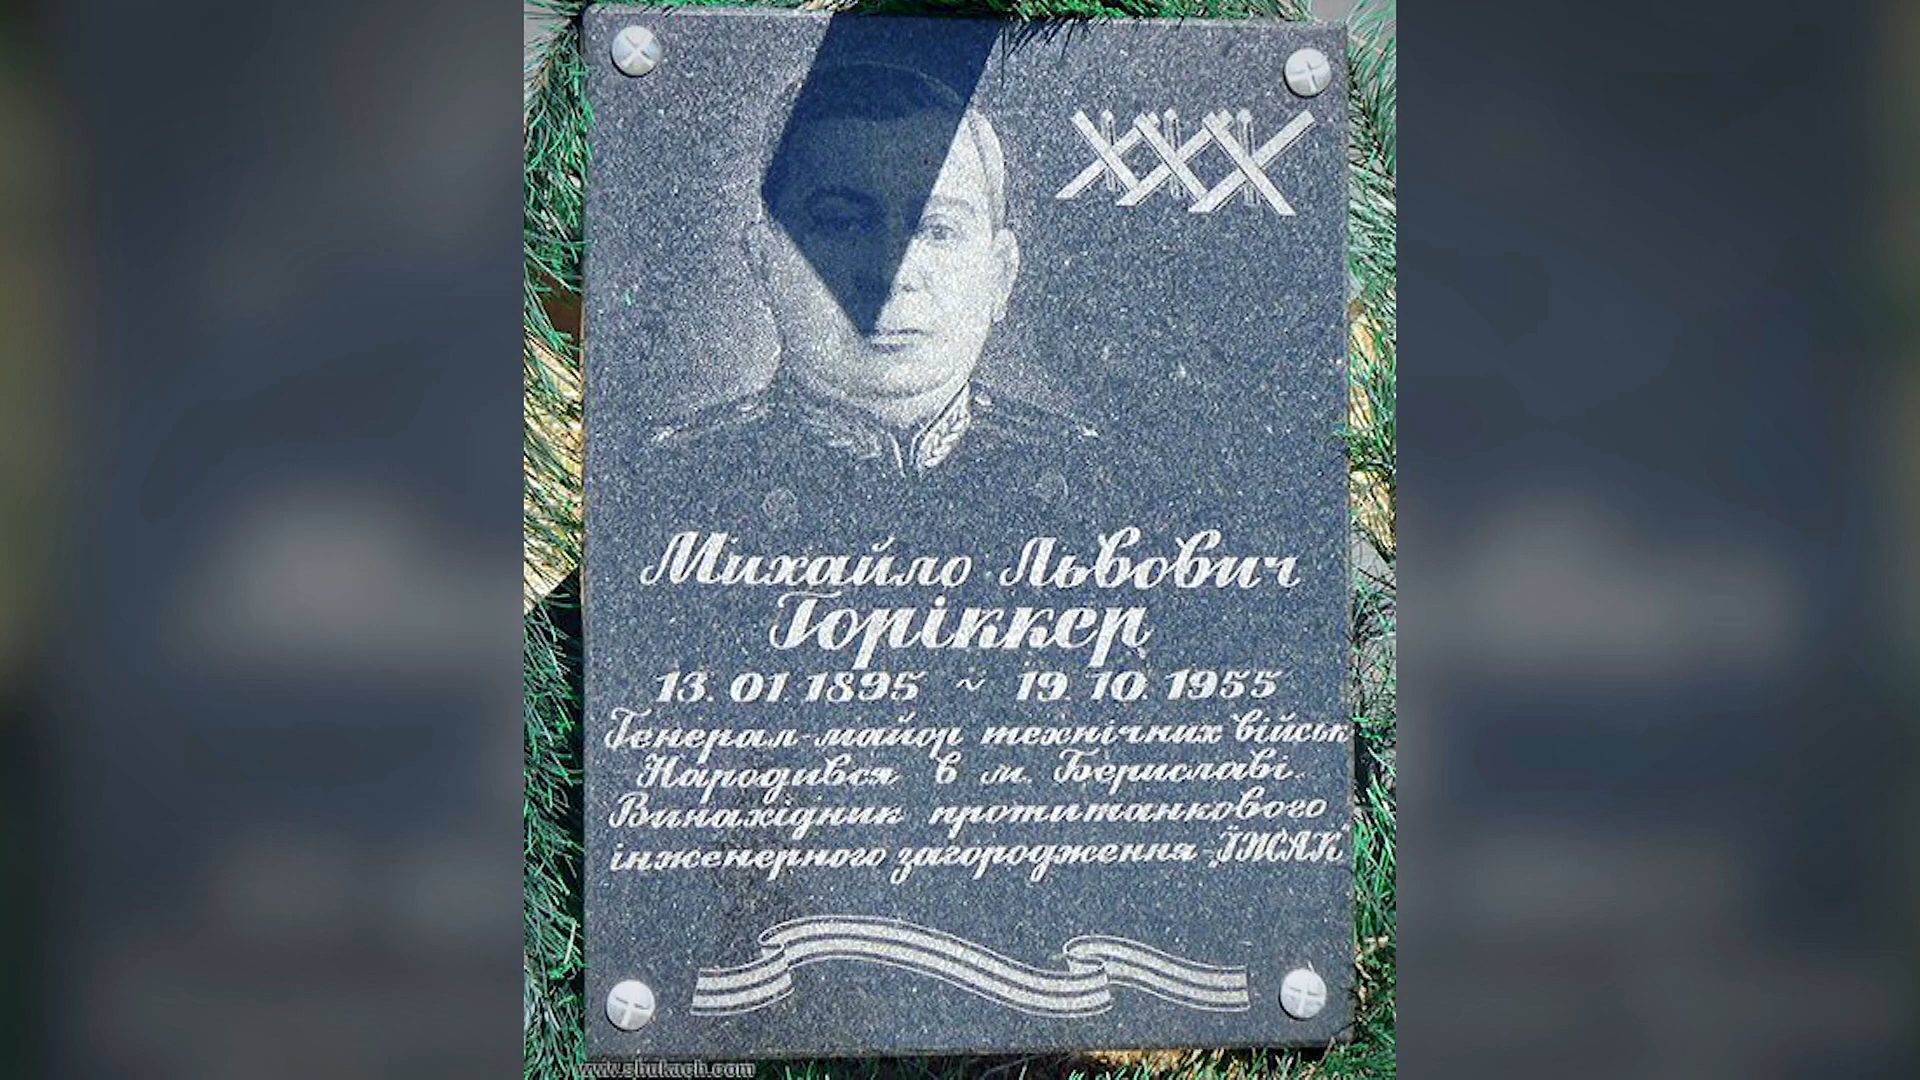 Михайло Львович
Горіккер
13.01.1895 ~ 19.10.1955
Генерал-майор технічних військ
Народився в м. Бериславі.
Винахідник протитанкового
інженерного загородження-„ЇЖАК"
www.shukach.com